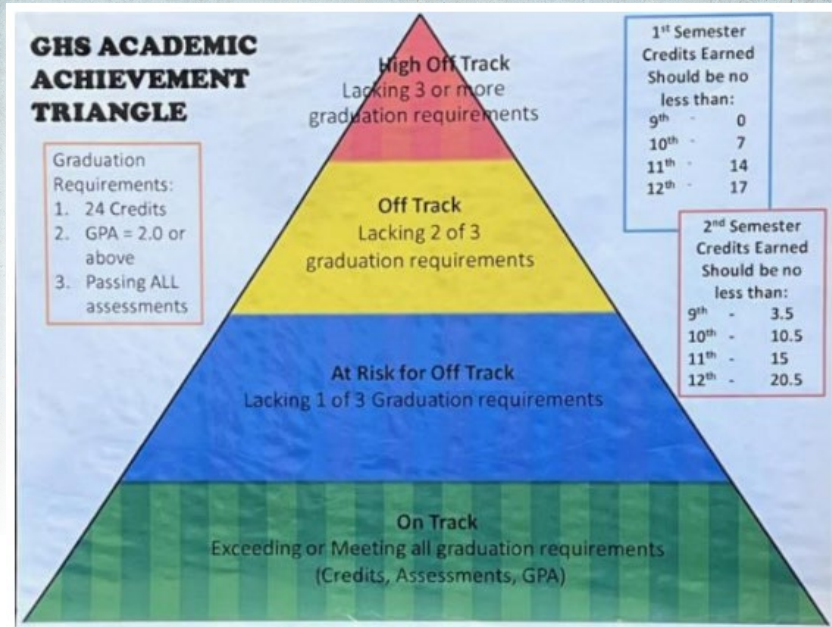 GHS ACADEMIC
ACHIEVEMENT
TRIANGLE
Graduation
Requirements:
1. 24 Credits
2. GPA = 2.0 or
above
3. Passing ALL
assessments
High Off Track
Lacking 3 or more
graduation requirements
Off Track
Lacking 2 of 3
graduation requirements
At Risk for Off Track
Lacking 1 of 3 Graduation requirements
On Track
Exceeding or Meeting all graduation requirements
(Credits, Assessments, GPA)
1st Semester
Credits Earned
Should be no
less than:
9th - 0
10th - 7
11th - 14
12th - 17
2nd Semester
Credits Earned
Should be no
less than:
9th - 3.5
10th - 10.5
11th - 15
12th - 20.5